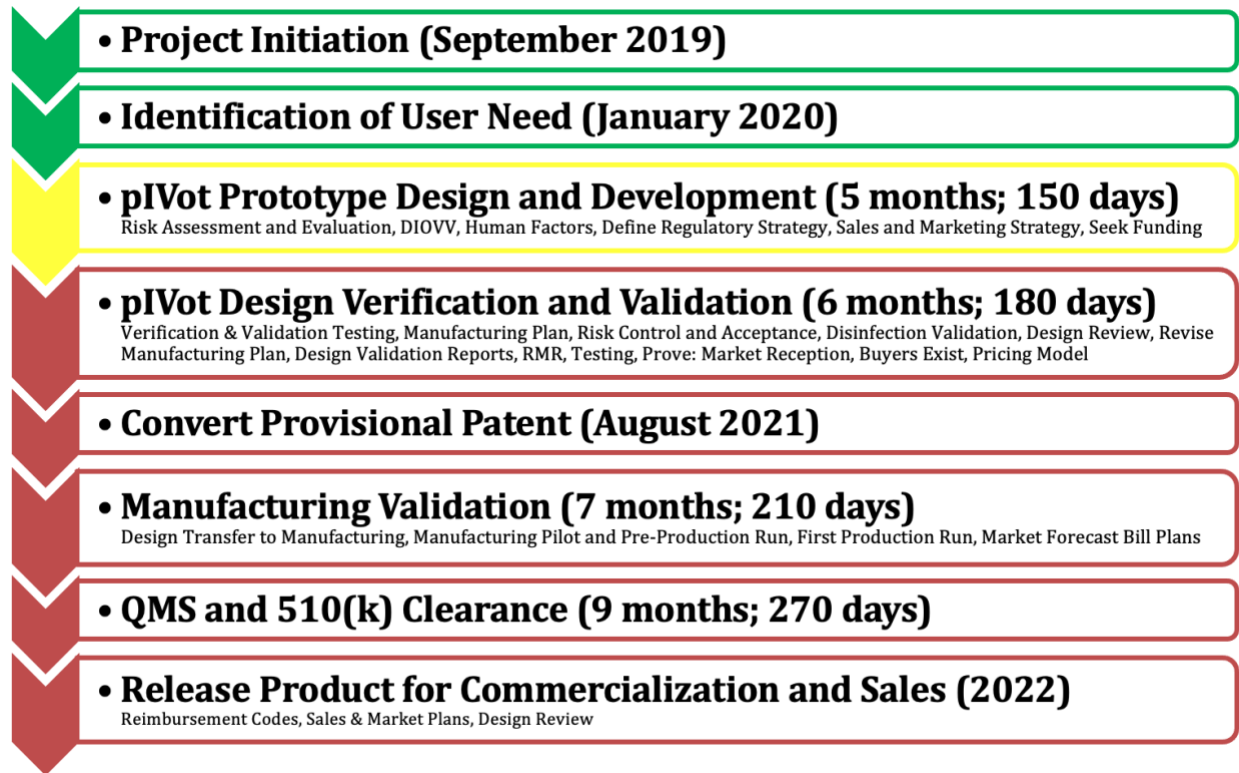 • Project Initiation (September 2019)
• Identification of User Need (January 2020)
• pIVot Prototype Design and Development (5 months; 150 days)
Risk Assessment and Evaluation, DIOVV, Human Factors, Define Regulatory Strategy, Sales and Marketing Strategy, Seek Funding
• pIVot Design Verification and Validation (6 months; 180 days)
Verification & Validation Testing, Manufacturing Plan, Risk Control and Acceptance, Disinfection Validation, Design Review, Revise
Manufacturing Plan, Design Validation Reports, RMR, Testing, Prove: Market Reception, Buyers Exist, Pricing Model
• Convert Provisional Patent (August 2021)
• Manufacturing Validation (7 months; 210 days)
Design Transfer to Manufacturing, Manufacturing Pilot and Pre-Production Run, First Production Run, Market Forecast Bill Plans
• QMS and 510(k) Clearance (9 months; 270 days)
• Release Product for Commercialization and Sales (2022)
Reimbursement Codes, Sales & Market Plans, Design Review